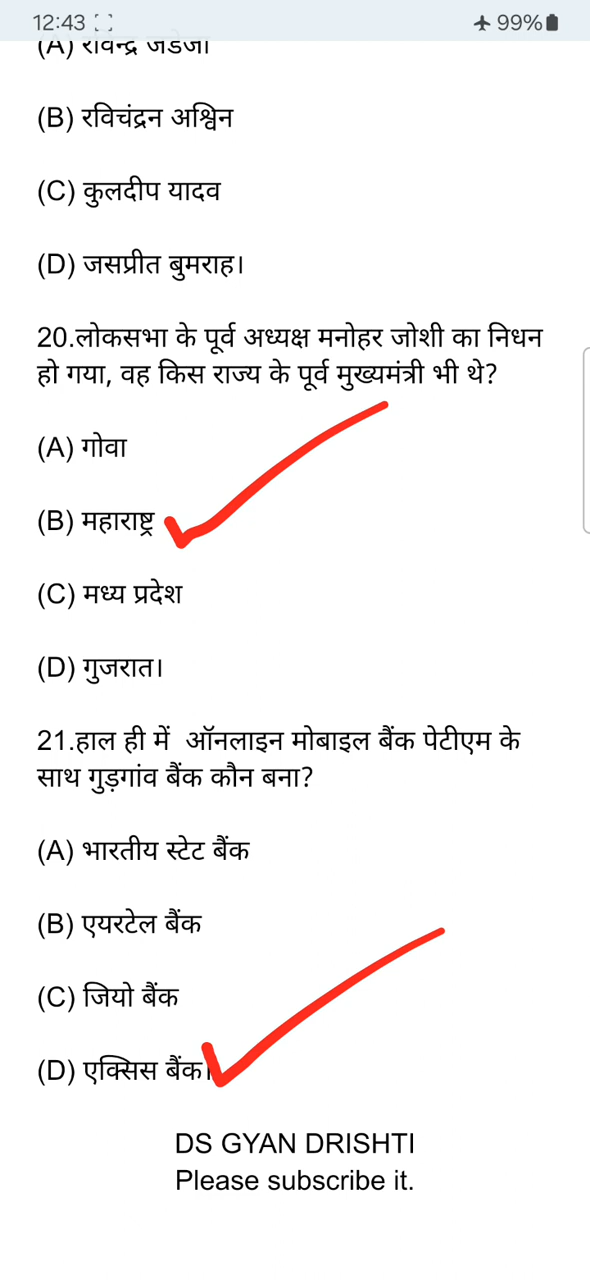 12:43 99%
(A) रविन्द्र जडेजा
(B) रविचंद्रन अश्विन
(C) कुलदीप यादव
(D) जसप्रीत बुमराह।
20.लोकसभा के पूर्व अध्यक्ष मनोहर जोशी का निधन
हो गया, वह किस राज्य के पूर्व मुख्यमंत्री भी थे?
(A) गोवा
(B) महाराष्ट्र
(C) मध्य प्रदेश
(D) गुजरात।
21.हाल ही में ऑनलाइन मोबाइल बैंक पेटीएम के
साथ गुड़गांव बैंक कौन बना?
(A) भारतीय स्टेट बैंक
(B) एयरटेल बैंक
(C) जियो बैंक
(D) एक्सिस बैंक।
DS GYAN DRISHTI
Please subscribe it.